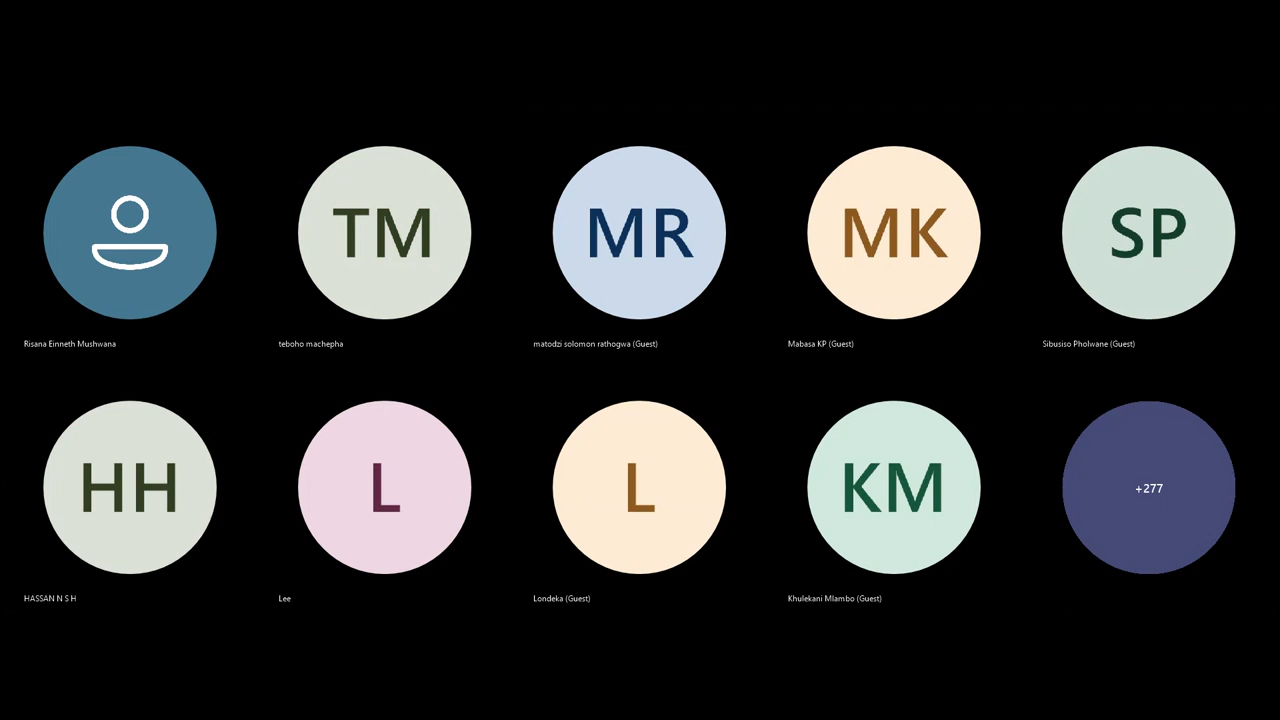 TM
MR
MK
SP
Risana Einneth Mushwana
teboho machepha
matodzi solomon rathogwa (Guest)
Mabasa KP (Guest)
Sibusiso Pholwane (Guest)
HH
L
L
KM
+277
HASSAN N S H
Lee
Londeka (Guest)
Khulekani Mlambo (Guest)